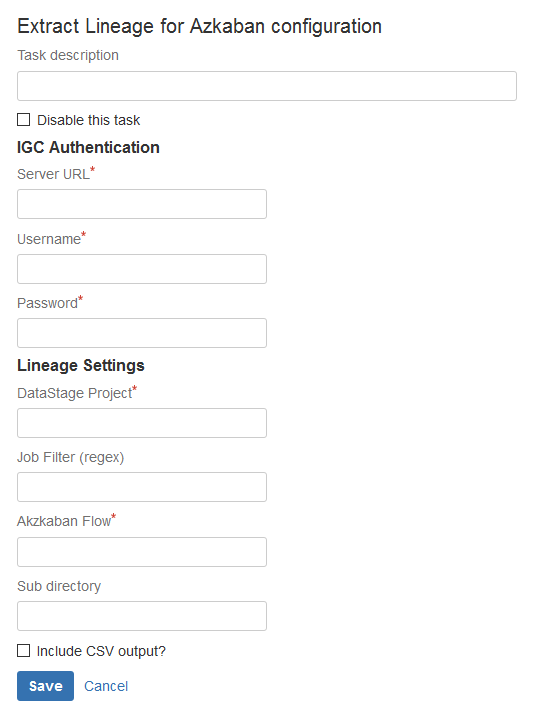 Extract Lineage for Azkaban configuration
Task description
Disable this task
IGC Authentication
Server URL*
Username*
Password*
Lineage Settings
DataStage Project*
Job Filter (regex)
Akzkaban Flow*
Sub directory
Include CSV output?
Save Cancel